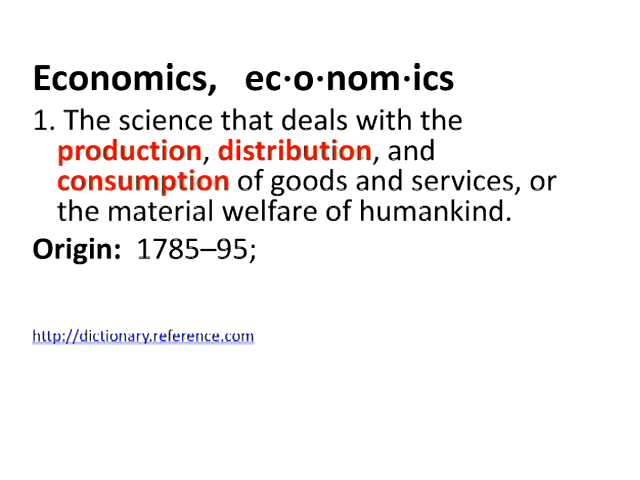 Economics, ec·o·nom·ics
1. The science that deals with the
production, distribution, and
consumption of goods and services, or
the material welfare of humankind.
Origin: 1785–95;
http://dictionary.reference.com